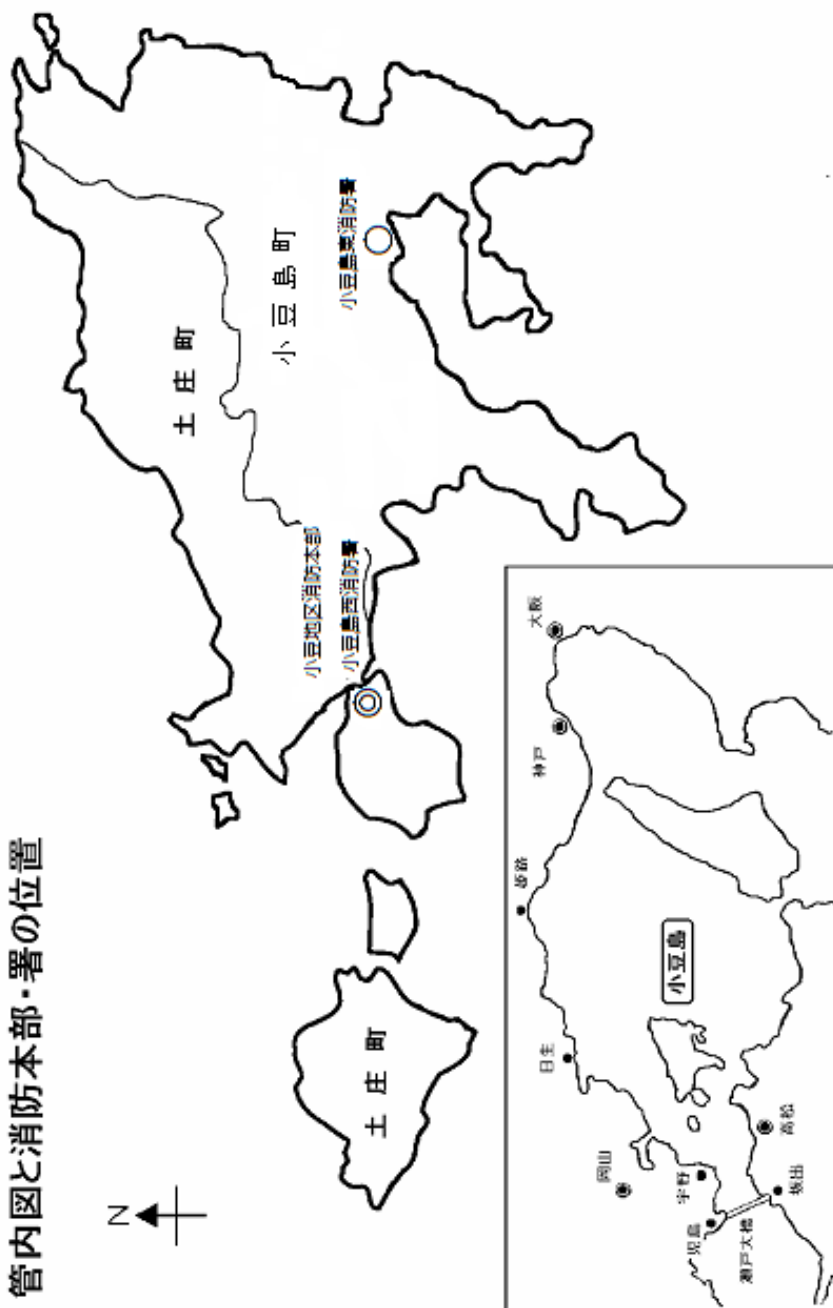 管内図と消防本部・署の位置
N
土庄町
小豆島町
小豆地区消防本部
小豆島西消防署
小豆島東消防署
土庄町
大阪
神戸
姫路
日生
岡山
宇野
児島
瀬戸大橋
坂出
高松
小豆島